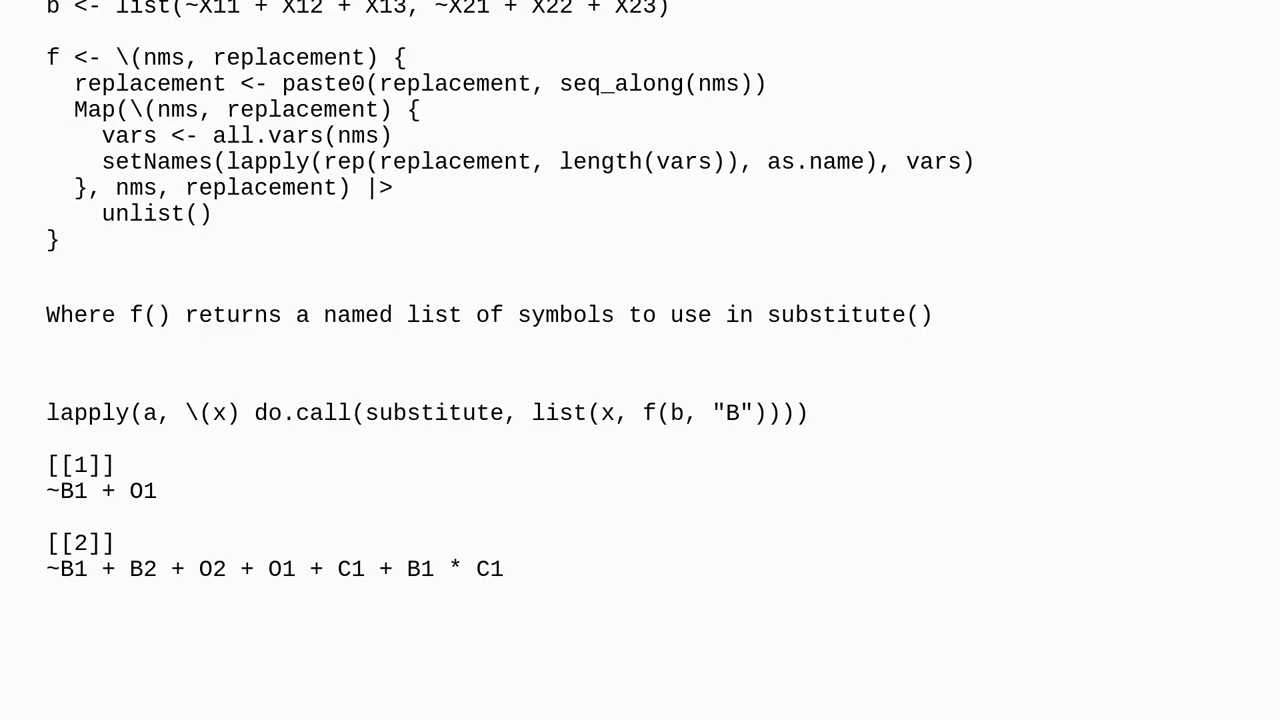 b <- list(~X11 + X12 + X13, ~X21 + X22 + X23)
f <- \(nms, replacement) {
  replacement <- paste0(replacement, seq_along(nms))
  Map(\(nms, replacement) {
    vars <- all.vars(nms)
    setNames(lapply(rep(replacement, length(vars)), as.name), vars)
  }, nms, replacement) |>
    unlist()
}
Where f() returns a named list of symbols to use in substitute()
lapply(a, \(x) do.call(substitute, list(x, f(b, "B"))))
[[1]]
~B1 + O1
[[2]]
~B1 + B2 + O2 + O1 + C1 + B1 * C1